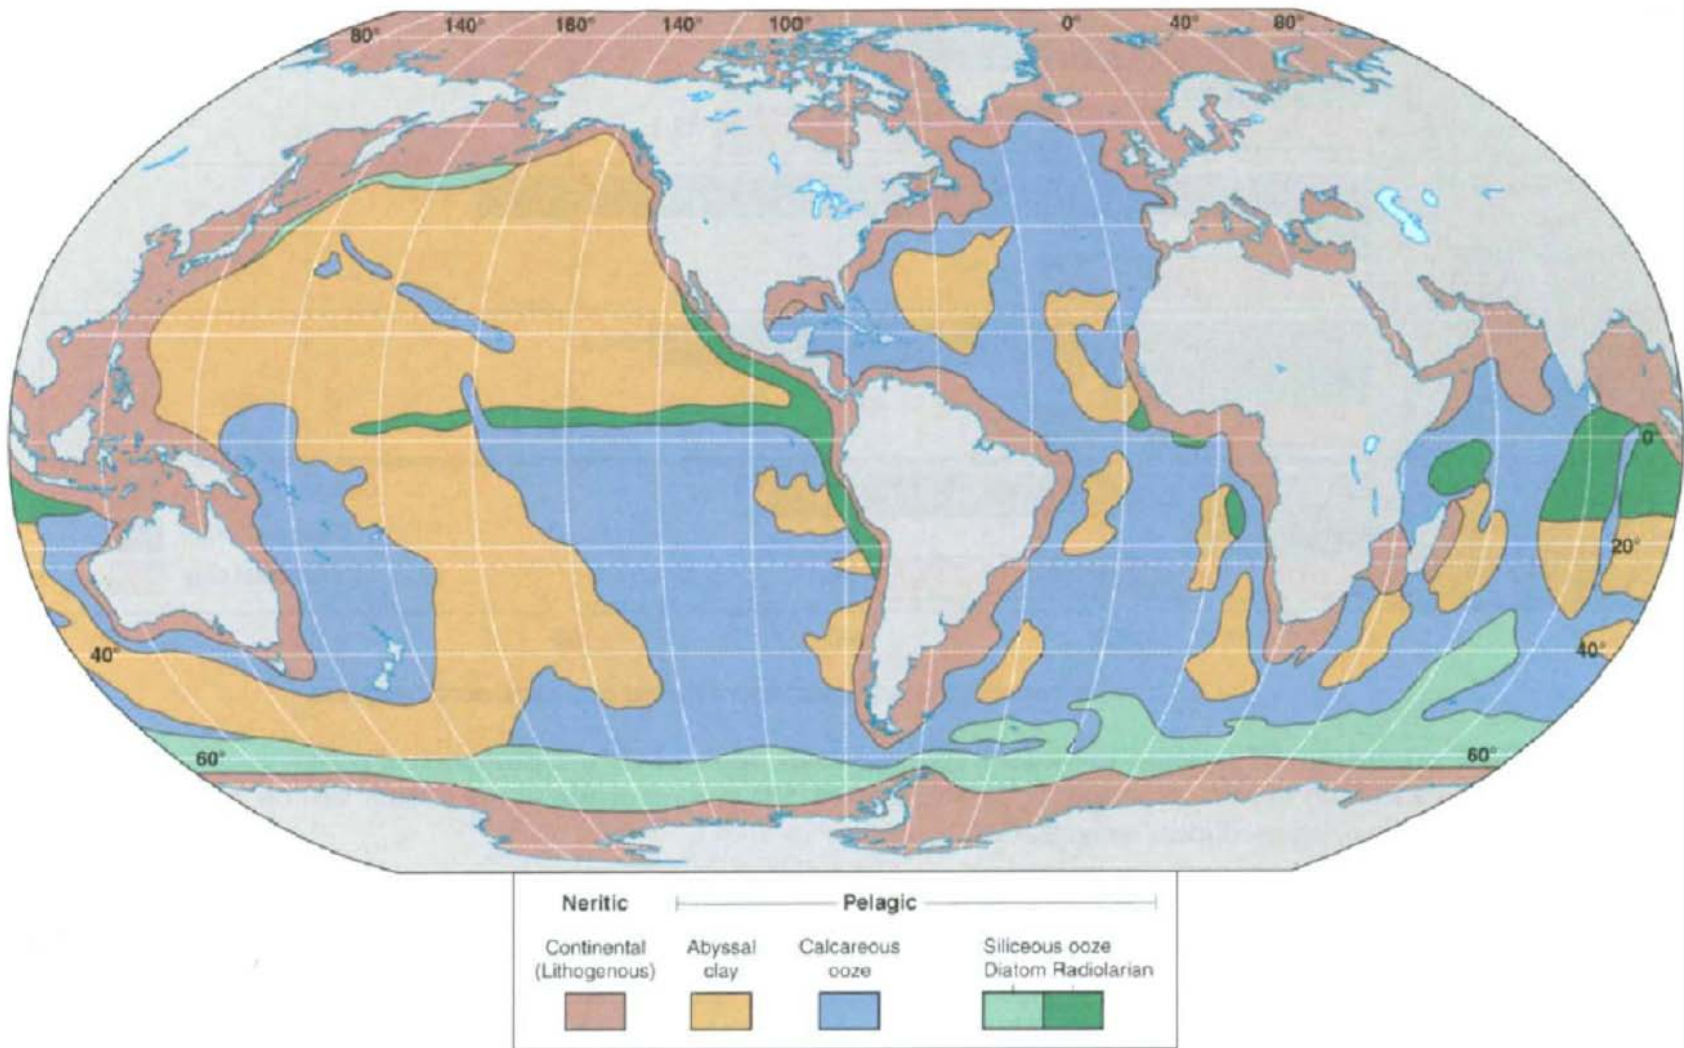 80° 140° 180° 140° 100° 0° 40° 80°
0°
20°
40° 40°
60° 60°
Neritic Pelagic
Continental Abyssal Calcareous Siliceous ooze
(Lithogenous) clay ooze Diatom Radiolarian